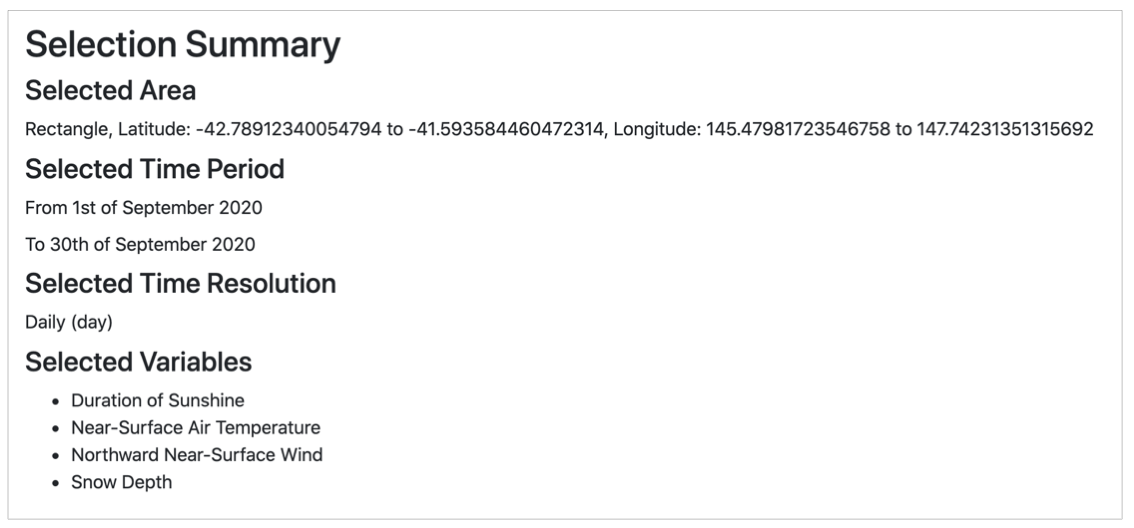 Selection Summary
Selected Area
Rectangle, Latitude: -42.78912340054794 to -41.593584460472314, Longitude: 145.47981723546758 to 147.74231351315692
Selected Time Period
From 1st of September 2020
To 30th of September 2020
Selected Time Resolution
Daily (day)
Selected Variables
• Duration of Sunshine
• Near-Surface Air Temperature
• Northward Near-Surface Wind
• Snow Depth